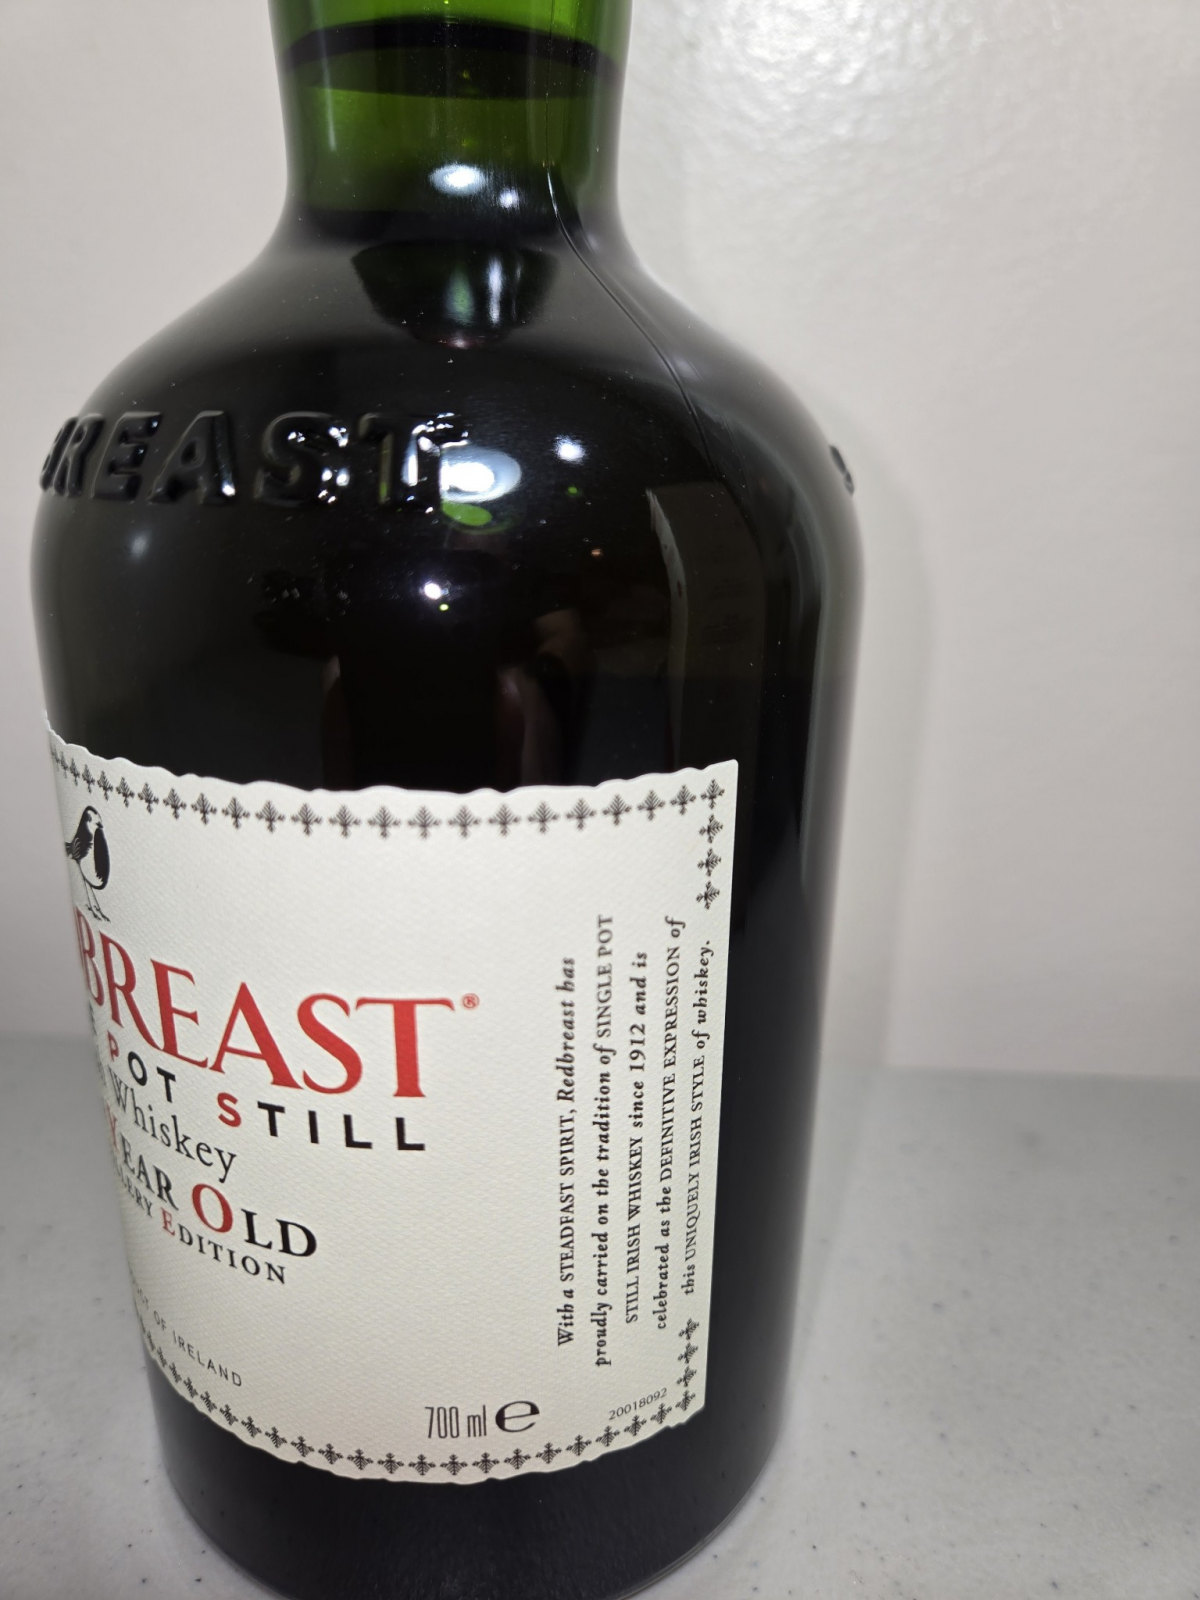 BREAST
BREAST®
POT STILL
Whiskey
YEAR OLD
EDITION
OF IRELAND
700 ml e
With a STEADFAST SPIRIT, Redbreast has
proudly carried on the tradition of SINGLE POT
STILL IRISH WHISKEY since 1912 and is
celebrated as the DEFINITIVE EXPRESSION of
this UNIQUELY IRISH STYLE of whiskey.
20018092